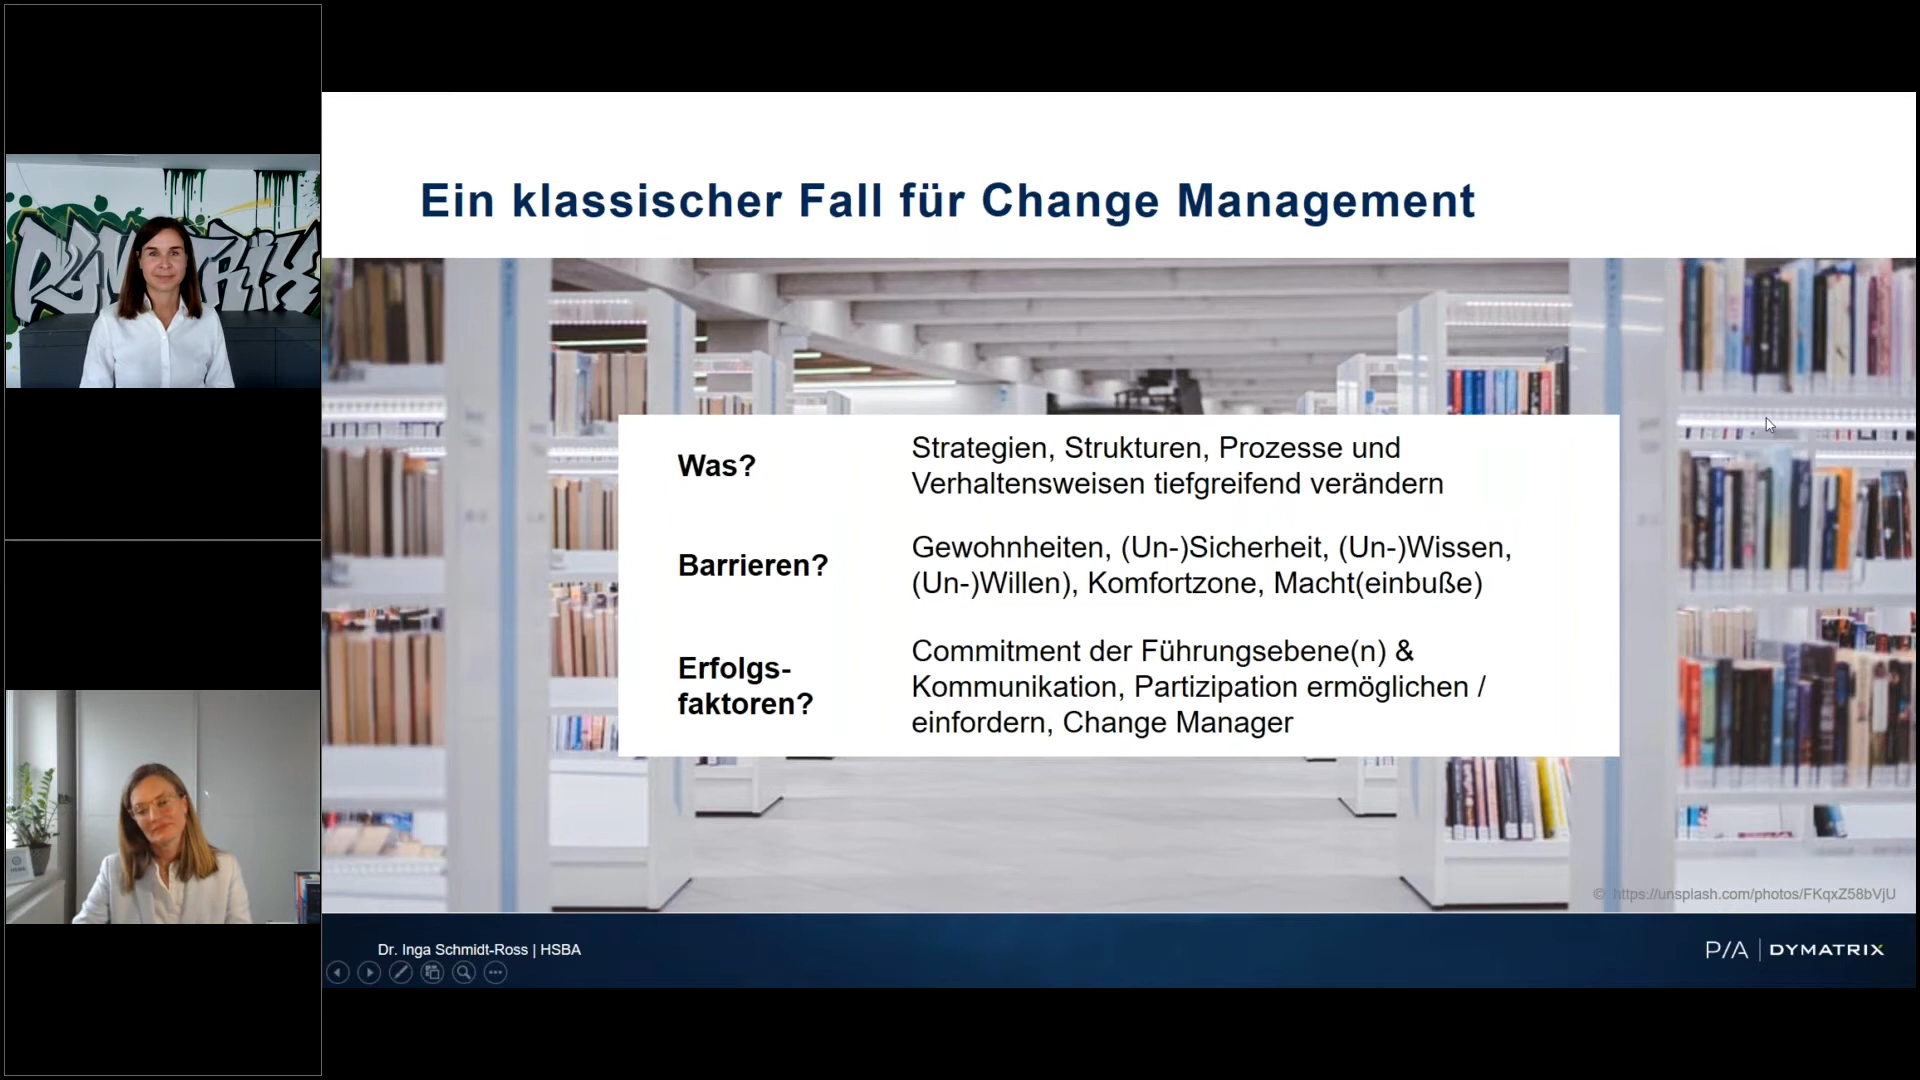 DYMATRIX
Ein klassischer Fall für Change Management
Was?
Strategien, Strukturen, Prozesse und
Verhaltensweisen tiefgreifend verändern
Barrieren?
Gewohnheiten, (Un-)Sicherheit, (Un-)Wissen,
(Un-)Willen), Komfortzone, Macht(einbuße)
Erfolgs-
faktoren?
Commitment der Führungsebene(n) &
Kommunikation, Partizipation ermöglichen /
einfordern, Change Manager
© https://unsplash.com/photos/FKqxZ58bVjU
Dr. Inga Schmidt-Ross | HSBA
P/A | DYMATRIX